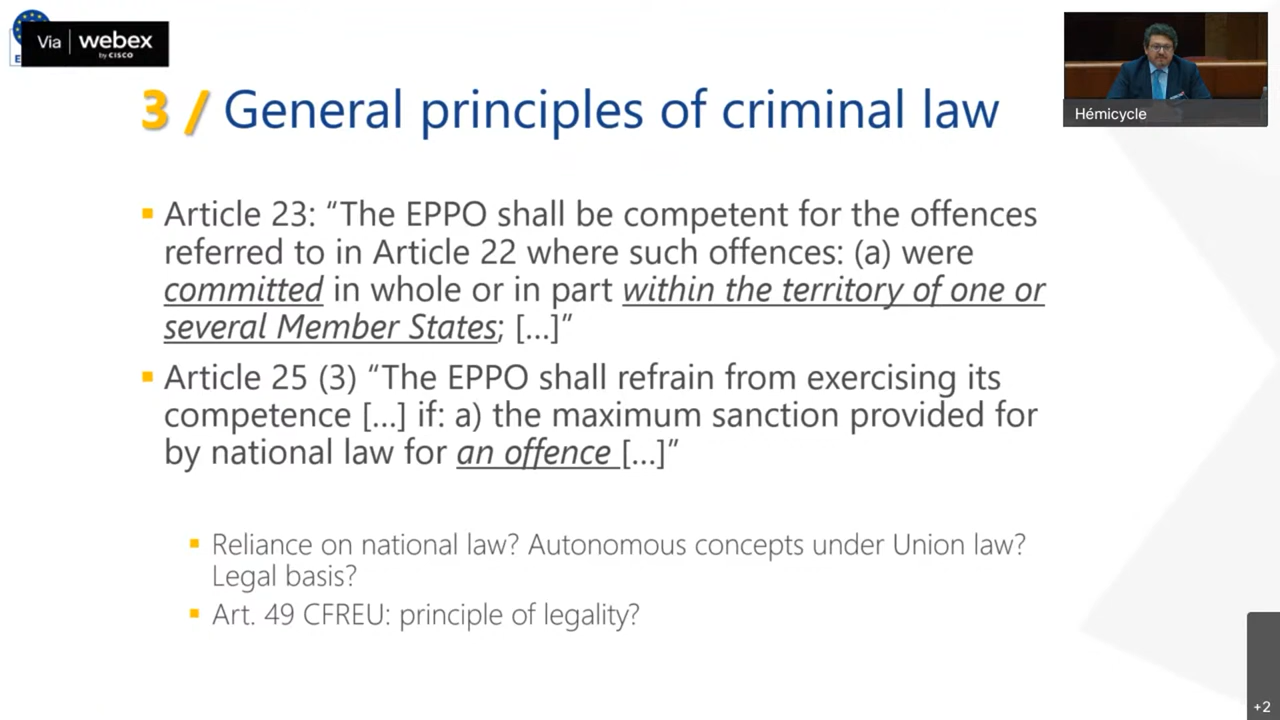 Via webex
by CISCO
E
3 / General principles of criminal law
Hémicycle
▪ Article 23: “The EPPO shall be competent for the offences
referred to in Article 22 where such offences: (a) were
committed in whole or in part within the territory of one or
several Member States; […]”
▪ Article 25 (3) “The EPPO shall refrain from exercising its
competence […] if: a) the maximum sanction provided for
by national law for an offence […]”
▪ Reliance on national law? Autonomous concepts under Union law?
Legal basis?
▪ Art. 49 CFREU: principle of legality?
+2